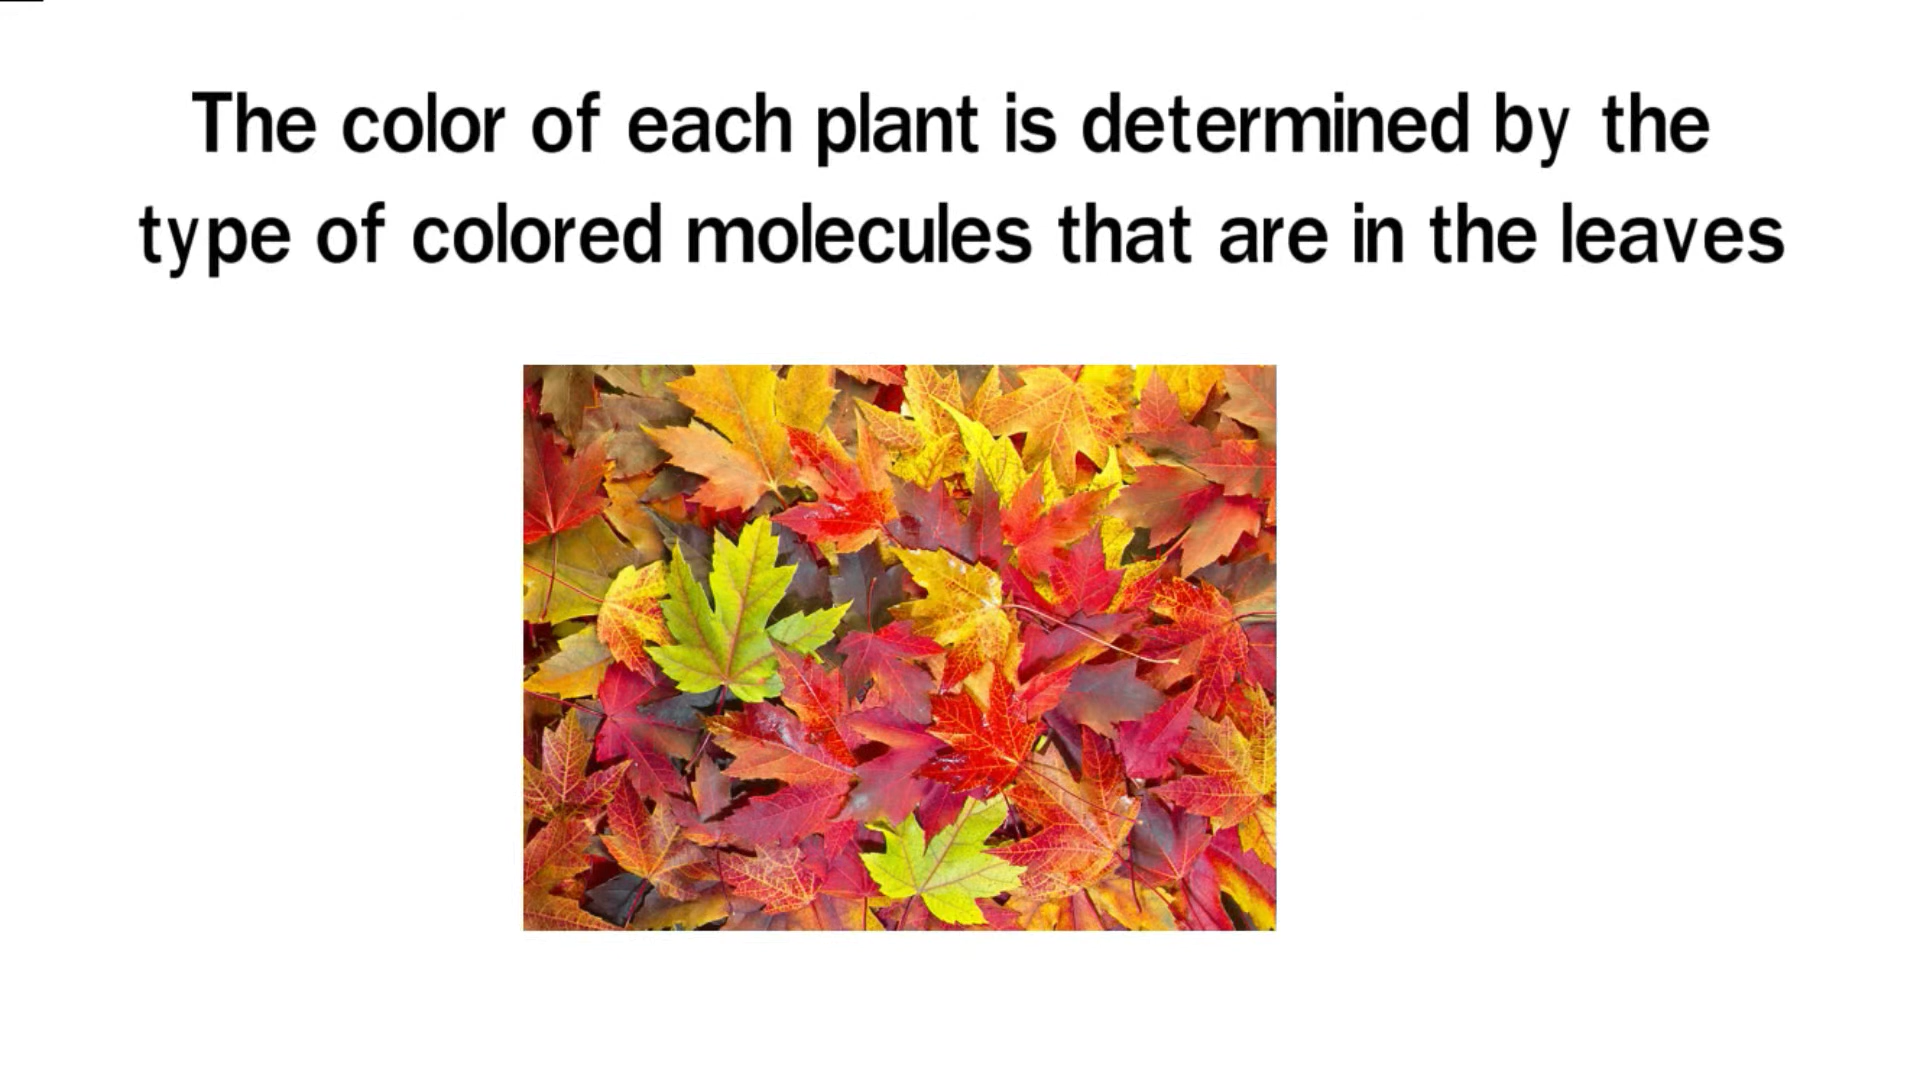 The color of each plant is determined by the
type of colored molecules that are in the leaves